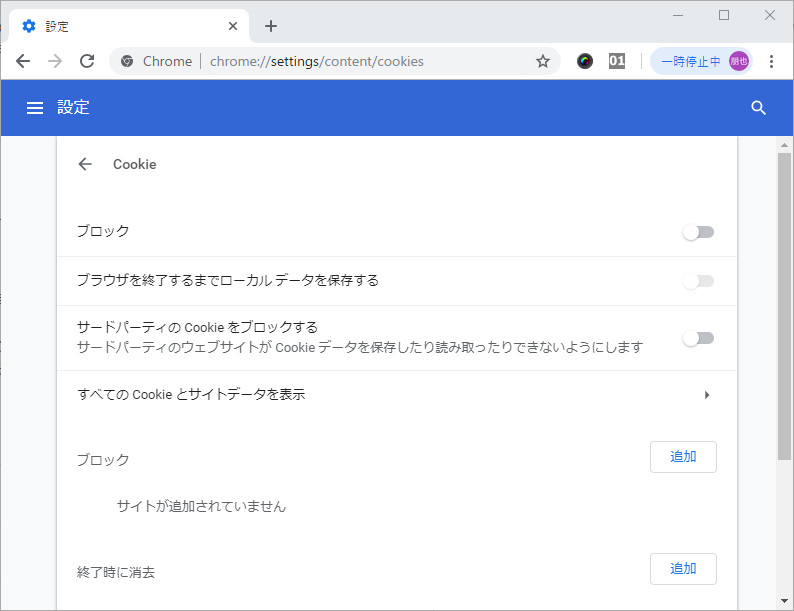 設定
Chrome | chrome://settings/content/cookies
01
一時停止中
朋也
設定
Cookie
ブロック
ブラウザを終了するまでローカル データを保存する
サードパーティの Cookie をブロックする
サードパーティのウェブサイトが Cookie データを保存したり読み取ったりできないようにします
すべての Cookie とサイトデータを表示
ブロック
追加
サイトが追加されていません
終了時に消去
追加